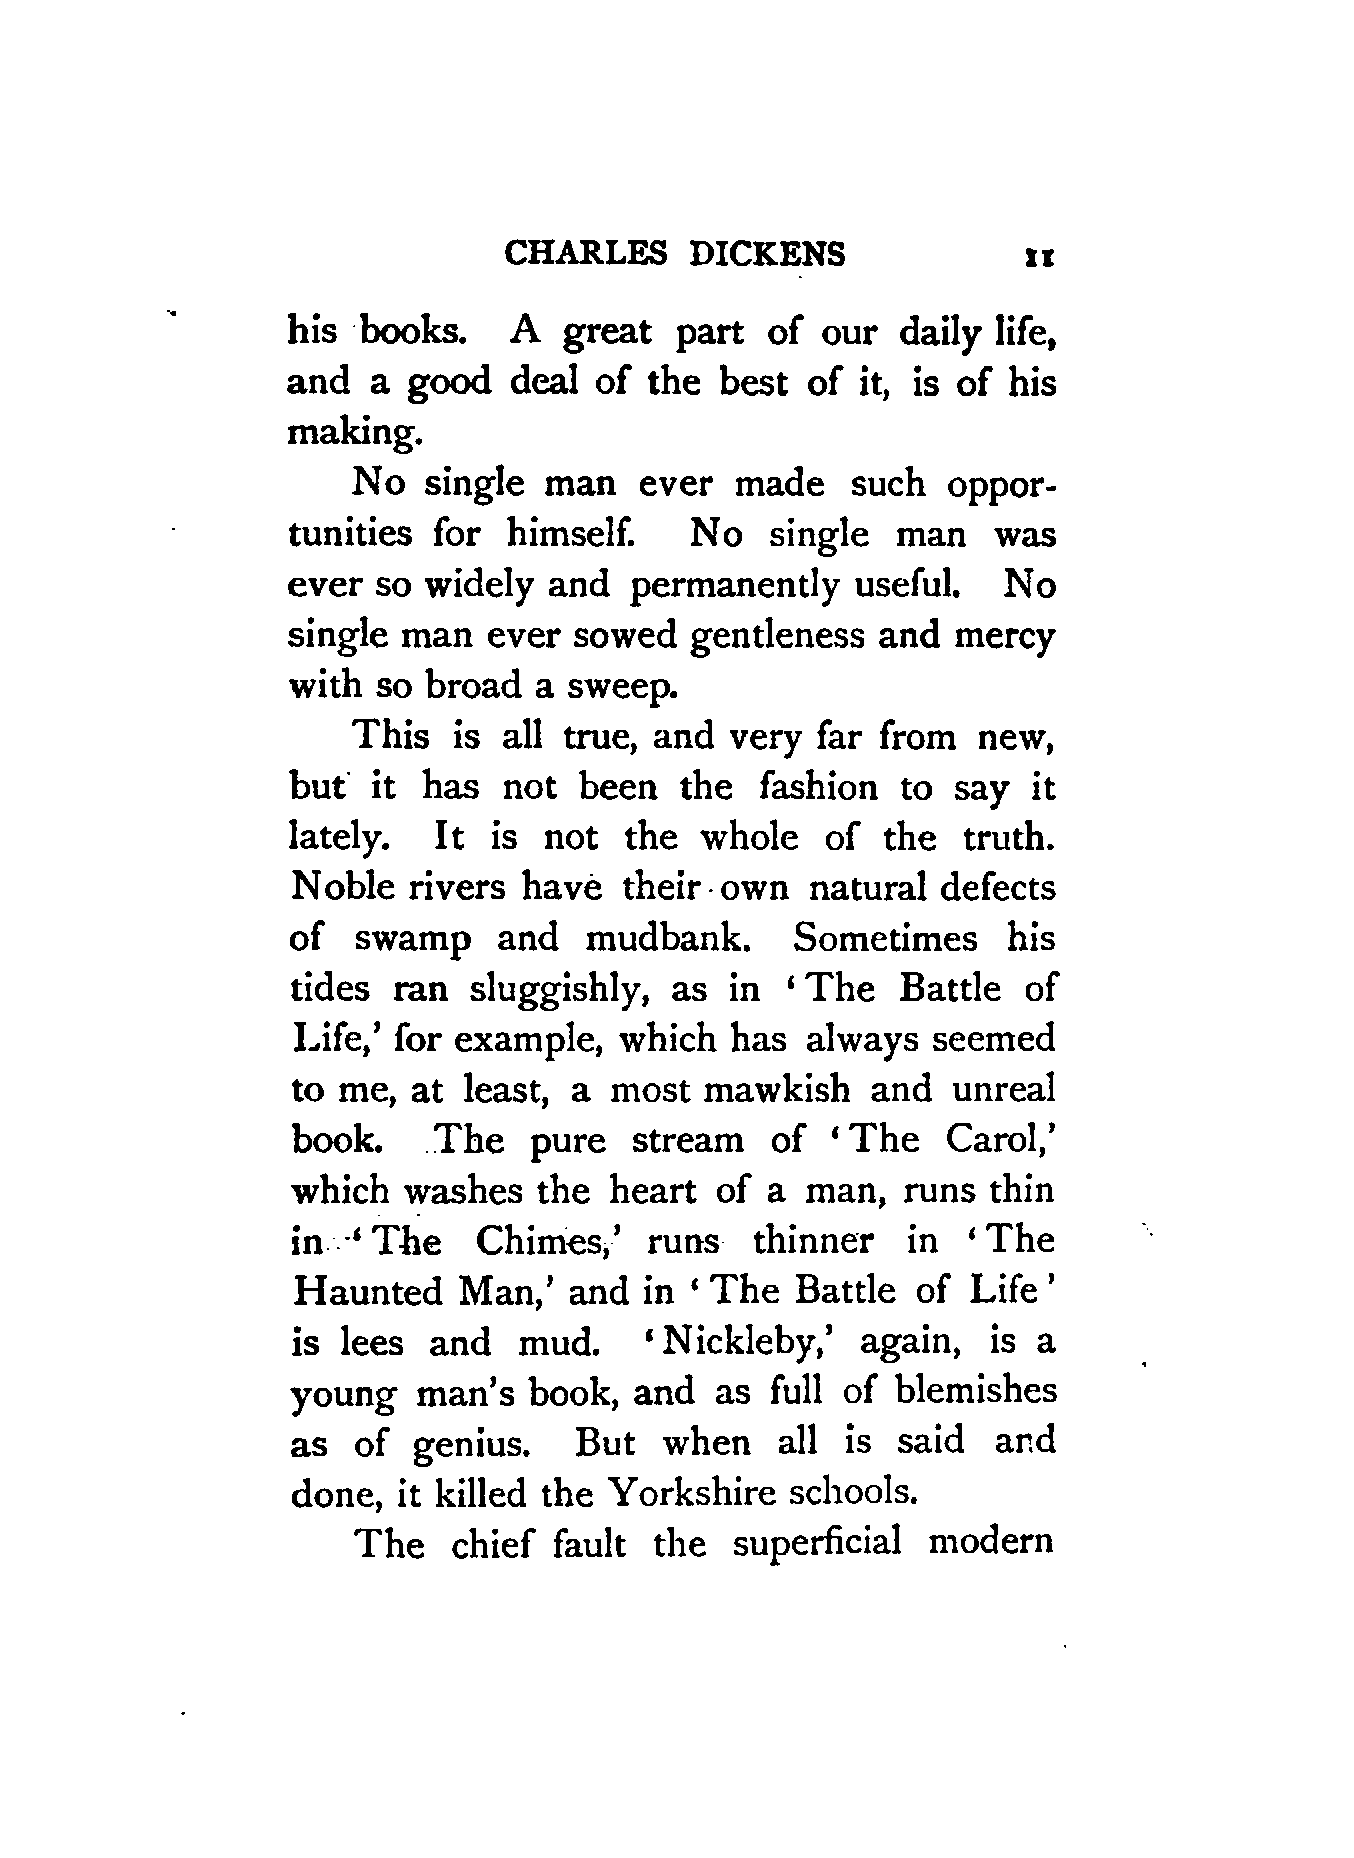 CHARLES DICKENS 11
his books. A great part of our daily life,
and a good deal of the best of it, is of his
making.
No single man ever made such oppor-
tunities for himself. No single man was
ever so widely and permanently useful. No
single man ever sowed gentleness and mercy
with so broad a sweep.
This is all true, and very far from new,
but it has not been the fashion to say it
lately. It is not the whole of the truth.
Noble rivers have their own natural defects
of swamp and mudbank. Sometimes his
tides ran sluggishly, as in ‘The Battle of
Life,’ for example, which has always seemed
to me, at least, a most mawkish and unreal
book. The pure stream of ‘The Carol,’
which washes the heart of a man, runs thin
in ‘The Chimes,’ runs thinner in ‘The
Haunted Man,’ and in ‘The Battle of Life’
is lees and mud. ‘Nickleby,’ again, is a
young man's book, and as full of blemishes
as of genius. But when all is said and
done, it killed the Yorkshire schools.
The chief fault the superficial modern